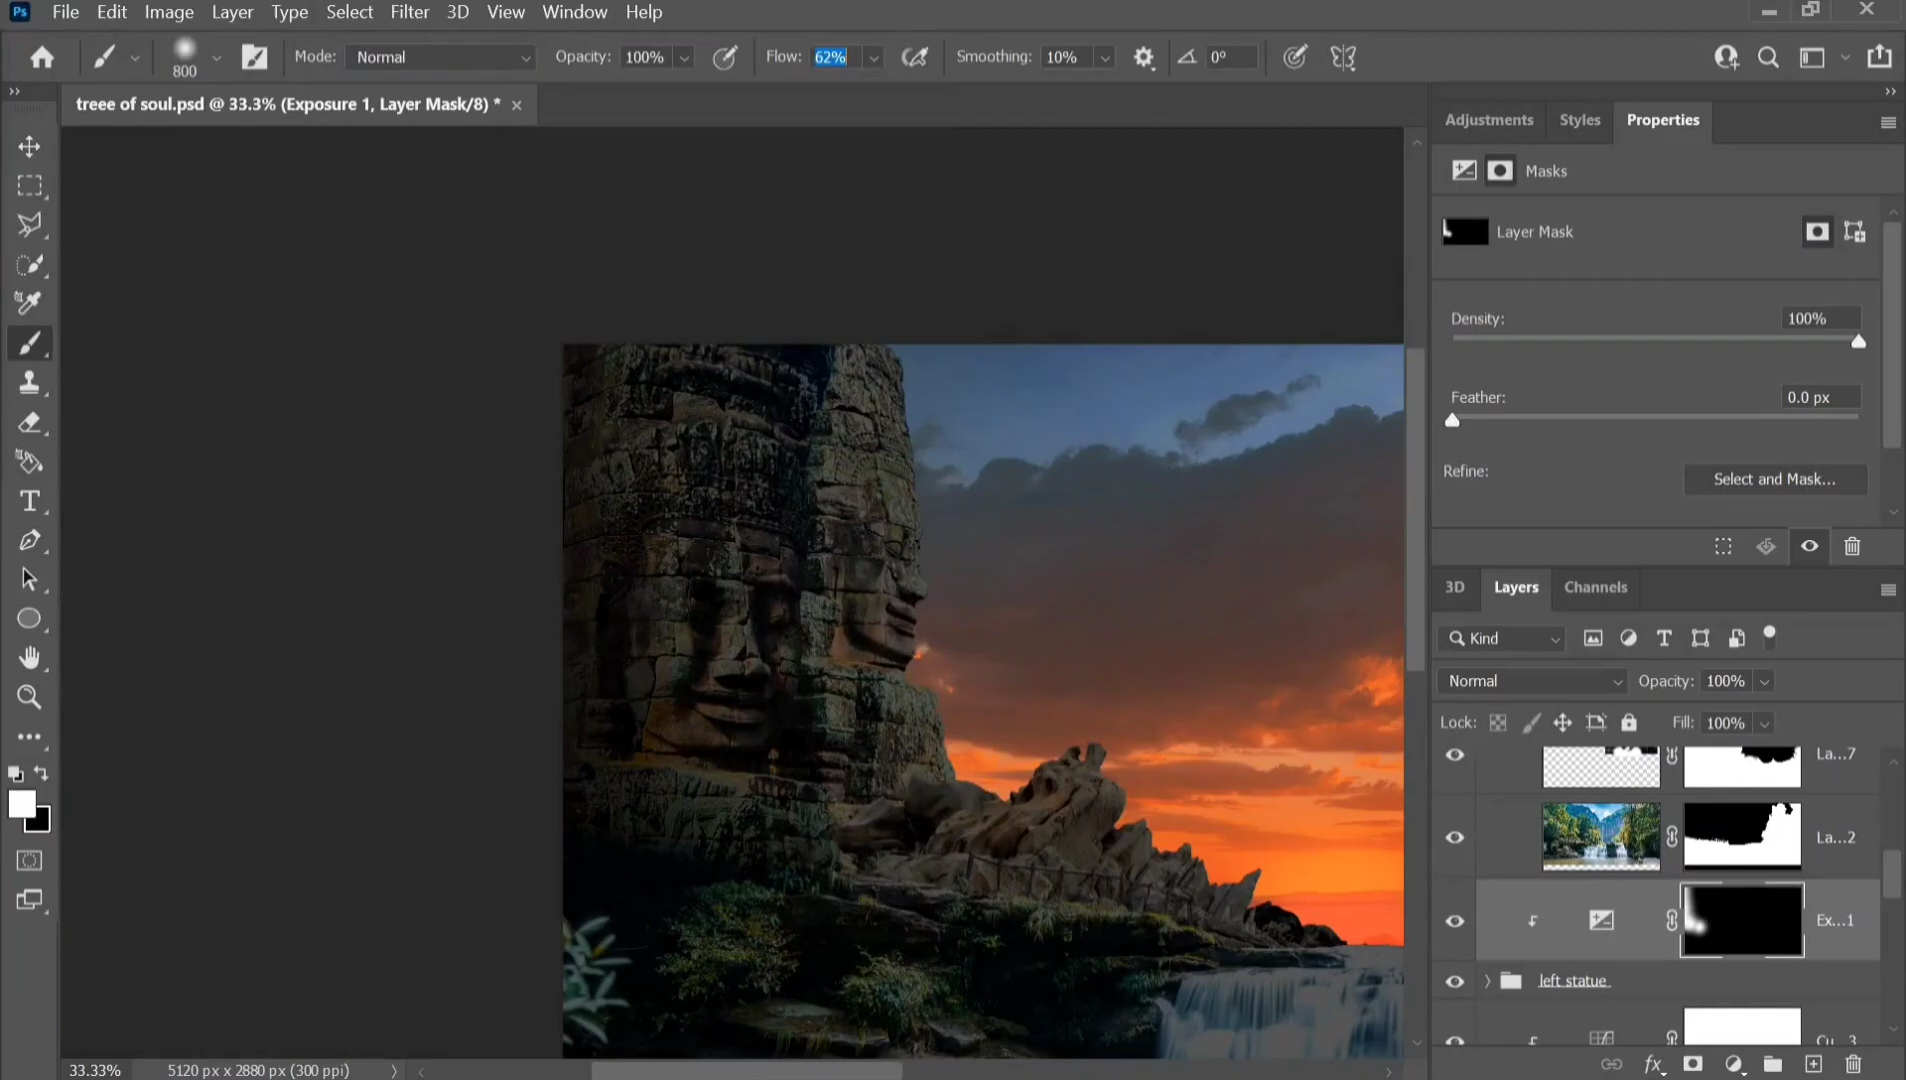 Ps File Edit Image Layer Type Select Filter 3D View Window Help
800 Mode: Normal Opacity: 100% Flow: 62% Smoothing: 10% 0°
treee of soul.psd @ 33.3% (Exposure 1, Layer Mask/8) *
Adjustments Styles Properties
Masks
Layer Mask
Density: 100%
Feather: 0.0 px
Refine: Select and Mask...
3D Layers Channels
Kind
Normal Opacity: 100%
Lock: Fill: 100%
La...7
La...2
Ex...1
left statue
Cu...3
33.33% 5120 px x 2880 px (300 ppi)